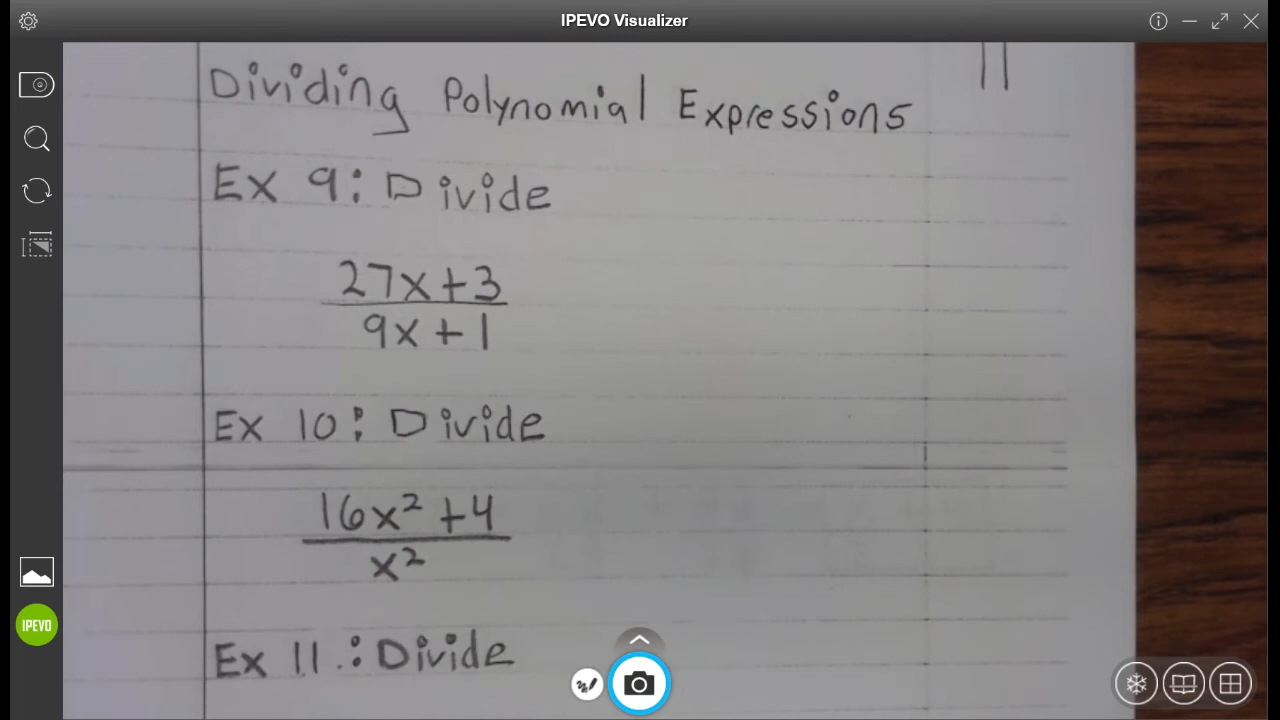 IPEVO Visualizer
11
Dividing Polynomial Expressions
Ex 9: Divide
27x+3
9x+1
Ex 10: Divide
16x² +4
x²
Ex 11.: Divide
IPEVO